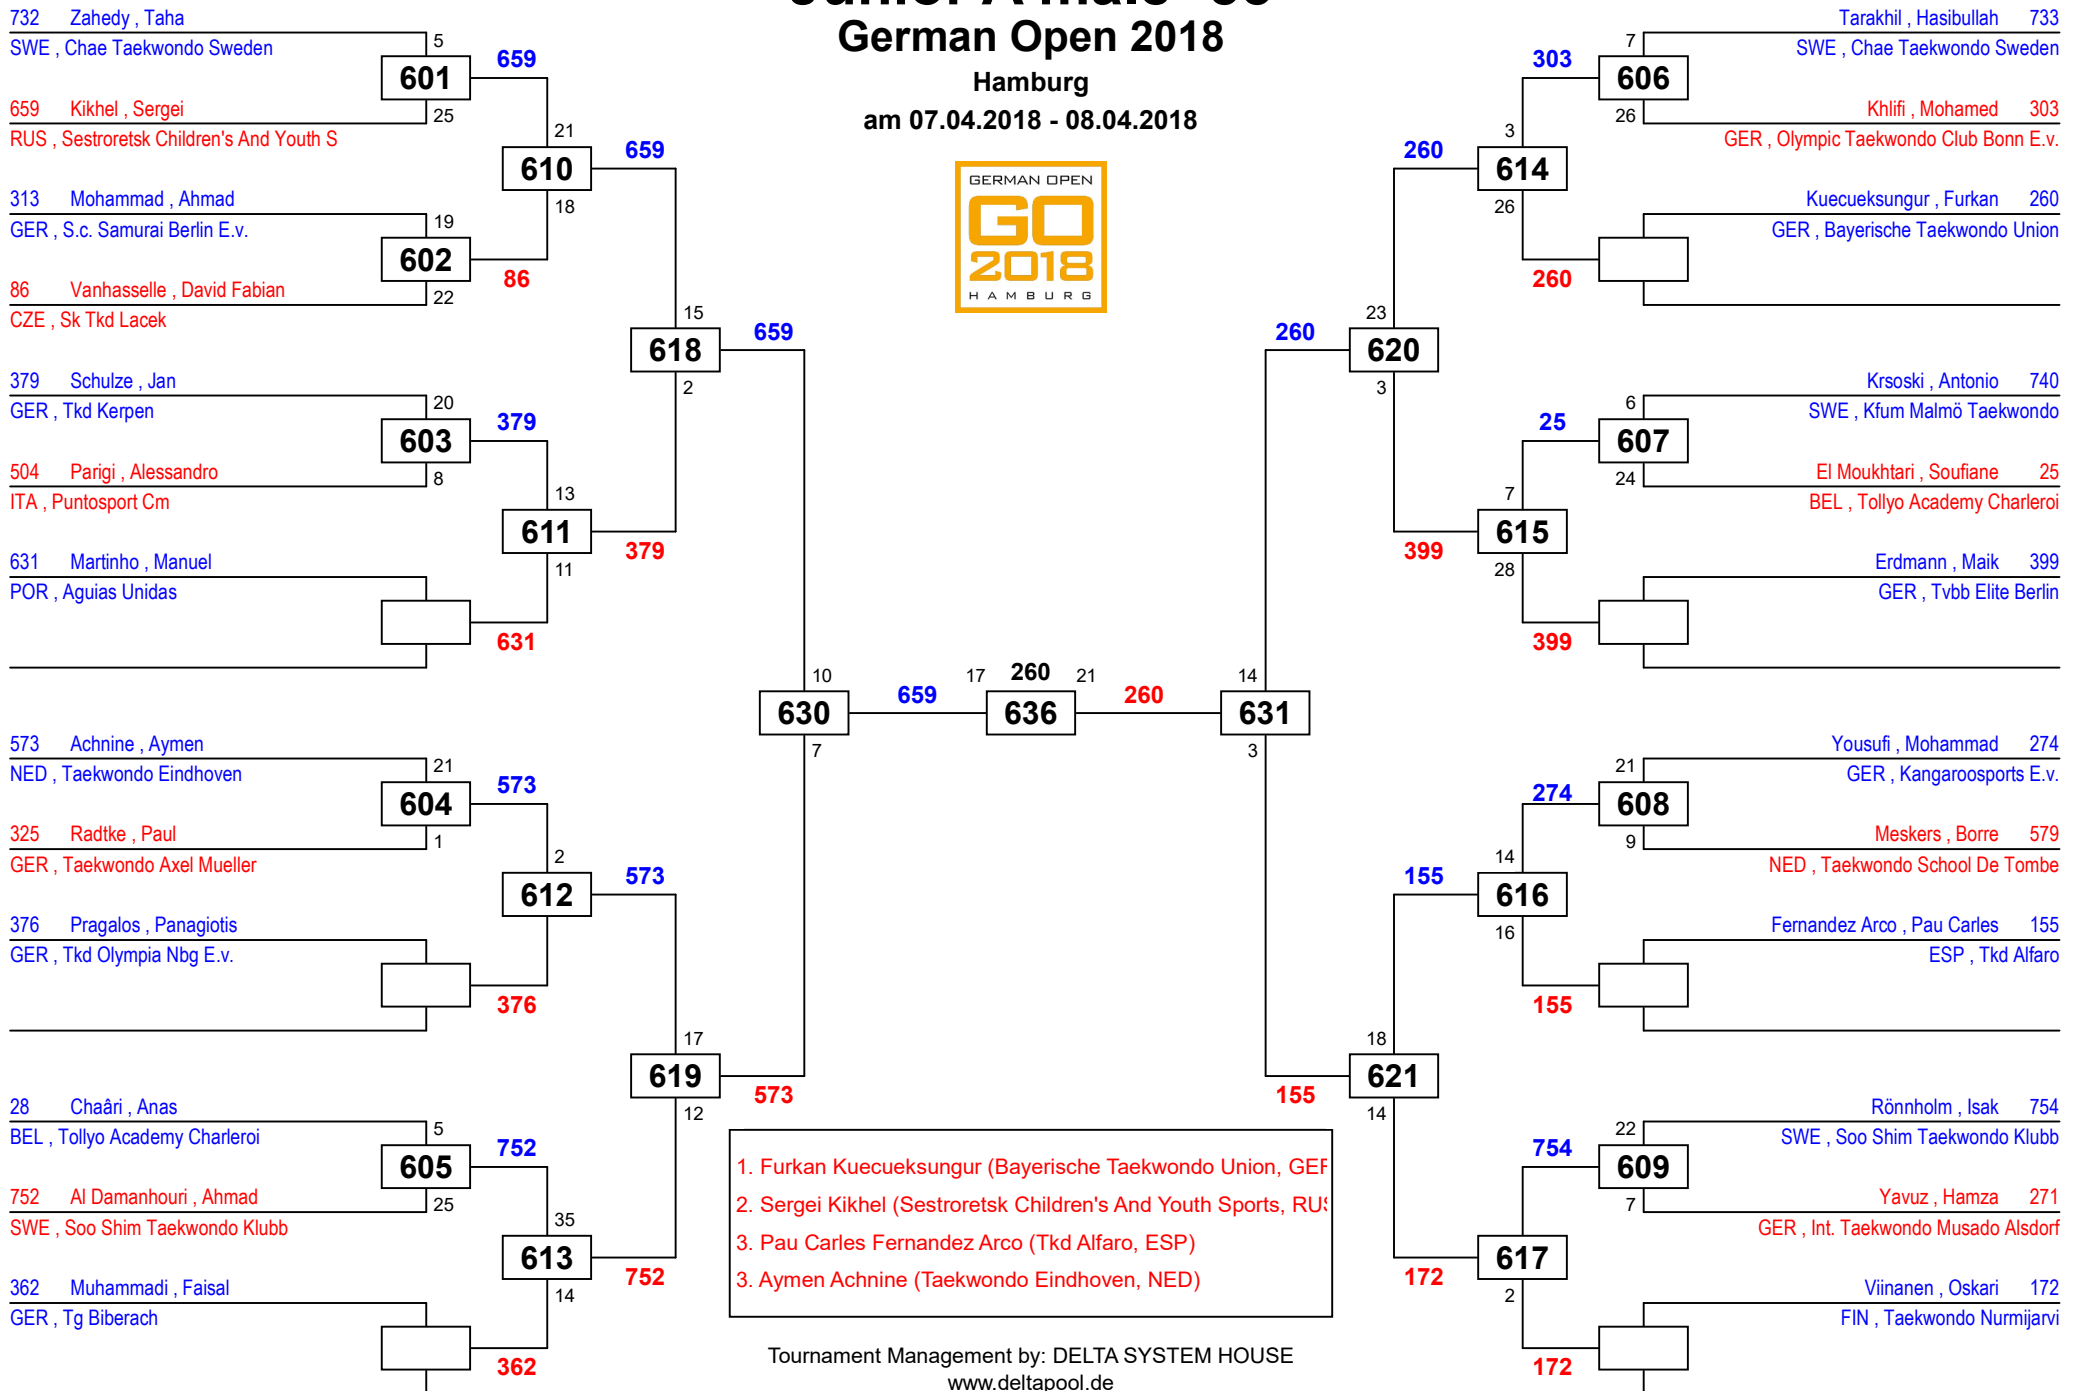 German Open 2018
Hamburg
am 07.04.2018 - 08.04.2018
GERMAN OPEN
GO
2018
HAMBURG
732 Zahedy , Taha
SWE , Chae Taekwondo Sweden
5
601
659
25
659 Kikhel , Sergei
RUS , Sestroretsk Children's And Youth S
21
610
659
18
313 Mohammad , Ahmad
GER , S.c. Samurai Berlin E.v.
19
602
86
22
86 Vanhasselle , David Fabian
CZE , Sk Tkd Lacek
15
618
659
2
379 Schulze , Jan
GER , Tkd Kerpen
20
603
379
8
504 Parigi , Alessandro
ITA , Puntosport Cm
13
611
379
11
631 Martinho , Manuel
POR , Aguias Unidas
631
10
630
659
7
573 Achnine , Aymen
NED , Taekwondo Eindhoven
21
604
573
1
325 Radtke , Paul
GER , Taekwondo Axel Mueller
2
612
573
376 Pragalos , Panagiotis
GER , Tkd Olympia Nbg E.v.
376
17
619
573
12
28 Chaâri , Anas
BEL , Tollyo Academy Charleroi
5
605
752
25
752 Al Damanhouri , Ahmad
SWE , Soo Shim Taekwondo Klubb
35
613
752
14
362 Muhammadi , Faisal
GER , Tg Biberach
362
17 260 21
636
Tarakhil , Hasibullah 733
SWE , Chae Taekwondo Sweden
7
303
606
26
Khlifi , Mohamed 303
GER , Olympic Taekwondo Club Bonn E.v.
3
260
614
26
Kuecueksungur , Furkan 260
GER , Bayerische Taekwondo Union
260
23
260
620
3
Krsoski , Antonio 740
SWE , Kfum Malmö Taekwondo
6
25
607
24
El Moukhtari , Soufiane 25
BEL , Tollyo Academy Charleroi
7
615
399
28
Erdmann , Maik 399
GER , Tvbb Elite Berlin
399
14
260
631
3
Yousufi , Mohammad 274
GER , Kangaroosports E.v.
21
274
608
9
Meskers , Borre 579
NED , Taekwondo School De Tombe
14
155
616
16
Fernandez Arco , Pau Carles 155
ESP , Tkd Alfaro
155
18
621
155
14
Rönnholm , Isak 754
SWE , Soo Shim Taekwondo Klubb
22
754
609
7
Yavuz , Hamza 271
GER , Int. Taekwondo Musado Alsdorf
617
172
2
Viinanen , Oskari 172
FIN , Taekwondo Nurmijarvi
172
1. Furkan Kuecueksungur (Bayerische Taekwondo Union, GER
2. Sergei Kikhel (Sestroretsk Children's And Youth Sports, RUS
3. Pau Carles Fernandez Arco (Tkd Alfaro, ESP)
3. Aymen Achnine (Taekwondo Eindhoven, NED)
Tournament Management by: DELTA SYSTEM HOUSE
www.deltapool.de